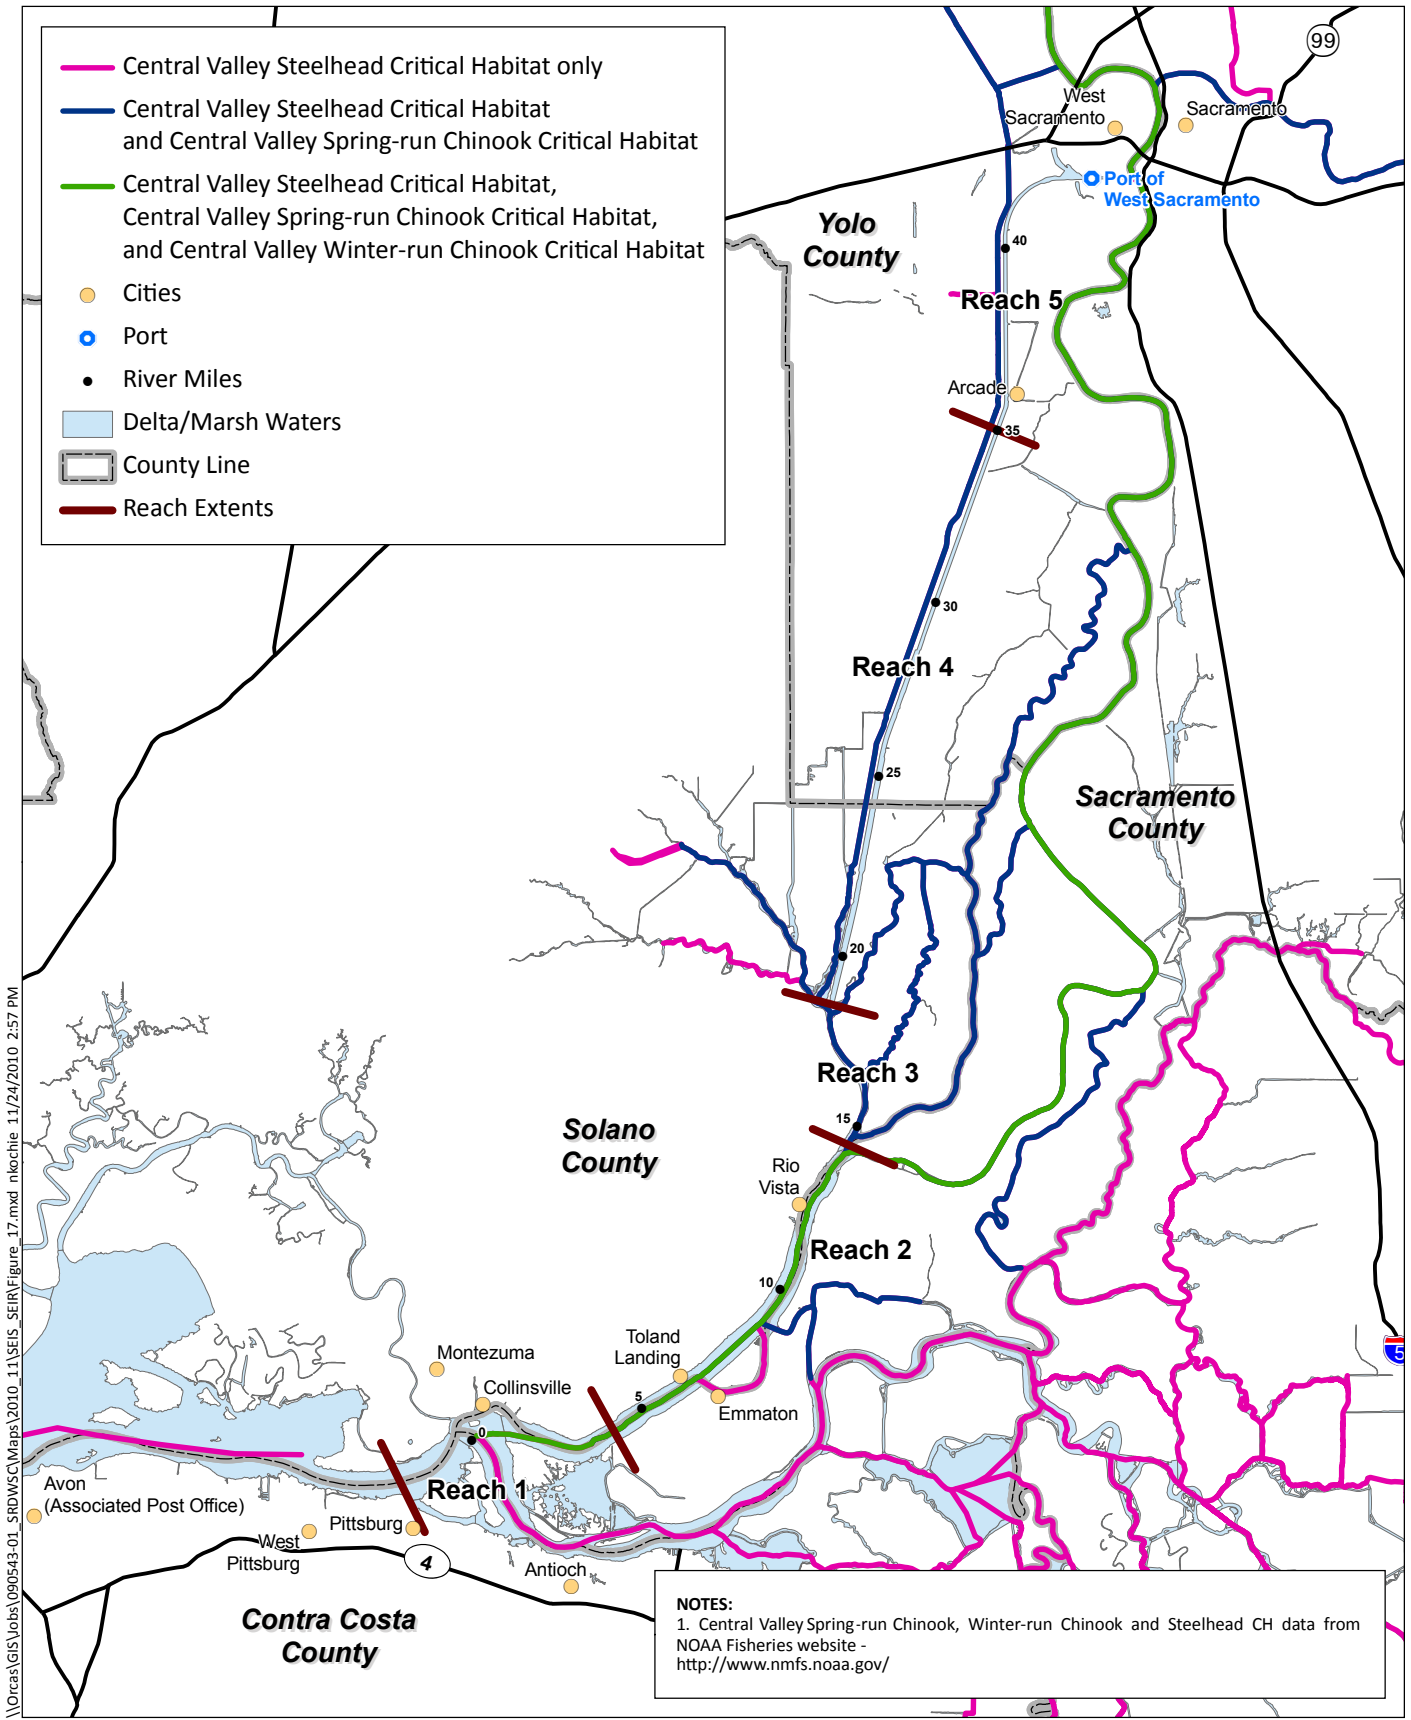 Central Valley Steelhead Critical Habitat only
Central Valley Steelhead Critical Habitat
and Central Valley Spring-run Chinook Critical Habitat
Central Valley Steelhead Critical Habitat,
Central Valley Spring-run Chinook Critical Habitat,
and Central Valley Winter-run Chinook Critical Habitat
Cities
Port
River Miles
Delta/Marsh Waters
County Line
Reach Extents
99
West
Sacramento
Sacramento
Port of
West Sacramento
Yolo
County
40
Reach 5
Arcade
35
30
Reach 4
25
Sacramento
County
20
Reach 3
15
Solano
County
Rio
Vista
Reach 2
10
Toland
Landing
Montezuma
Collinsville
5
Emmaton
0
5
Reach 1
Avon
(Associated Post Office)
Pittsburg
West
Pittsburg
4
Antioch
Contra Costa
County
NOTES:
1. Central Valley Spring-run Chinook, Winter-run Chinook and Steelhead CH data from
NOAA Fisheries website -
http://www.nmfs.noaa.gov/
\\Orcas\GIS\Jobs\090543-01_SRDWSC\Maps\2010_11\SEIS_SEIR\Figure_17.mxd nkochie 11/24/2010 2:57 PM